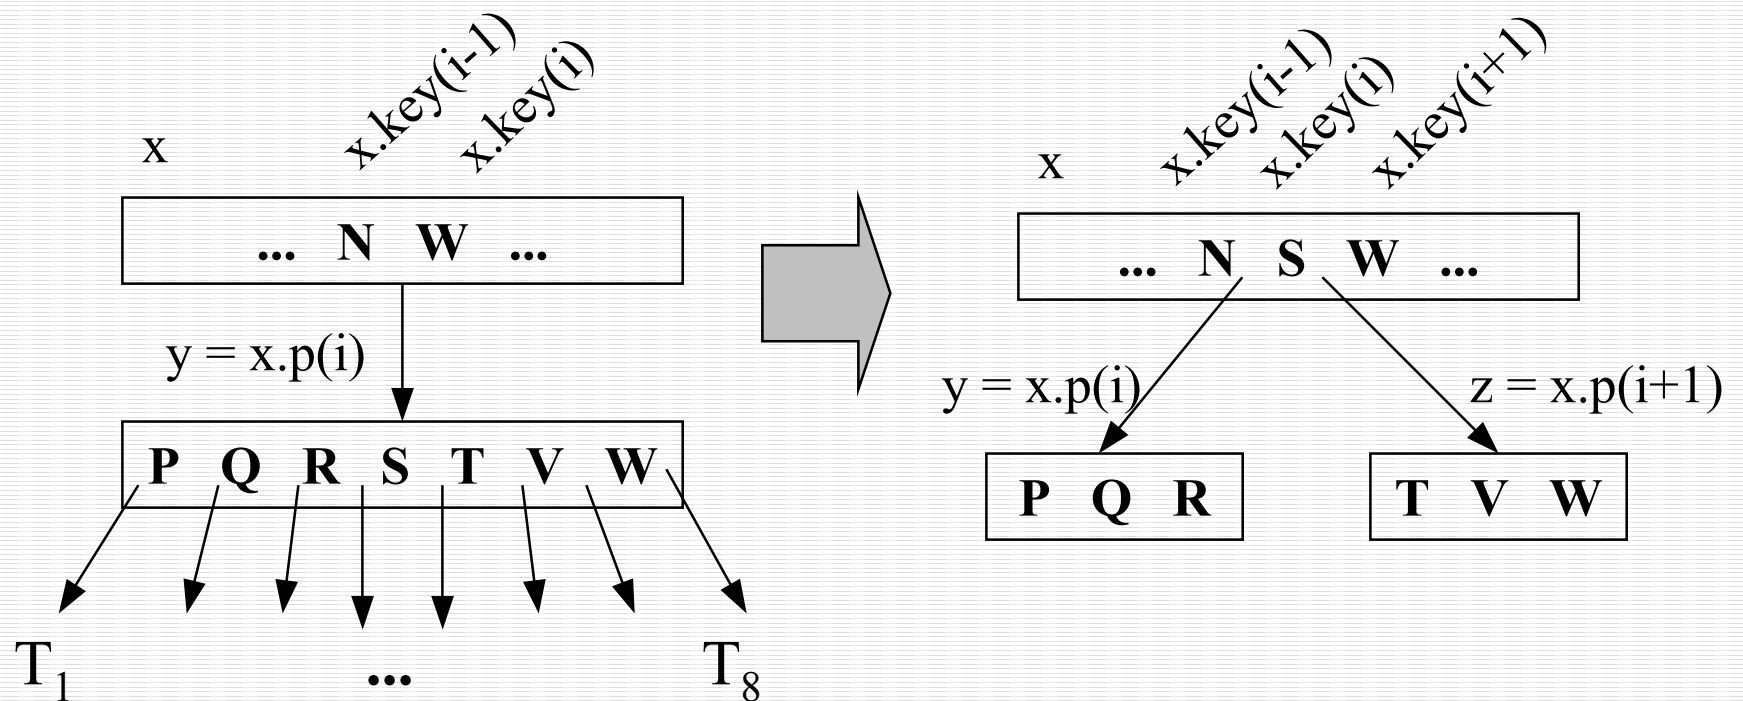 x
x.key(i-1)
x.key(i)
... N W ...
y = x.p(i)
P Q R S T V W
T1
...
T8
x
x.key(i-1)
x.key(i)
x.key(i+1)
... N S W ...
y = x.p(i)
z = x.p(i+1)
P Q R
T V W